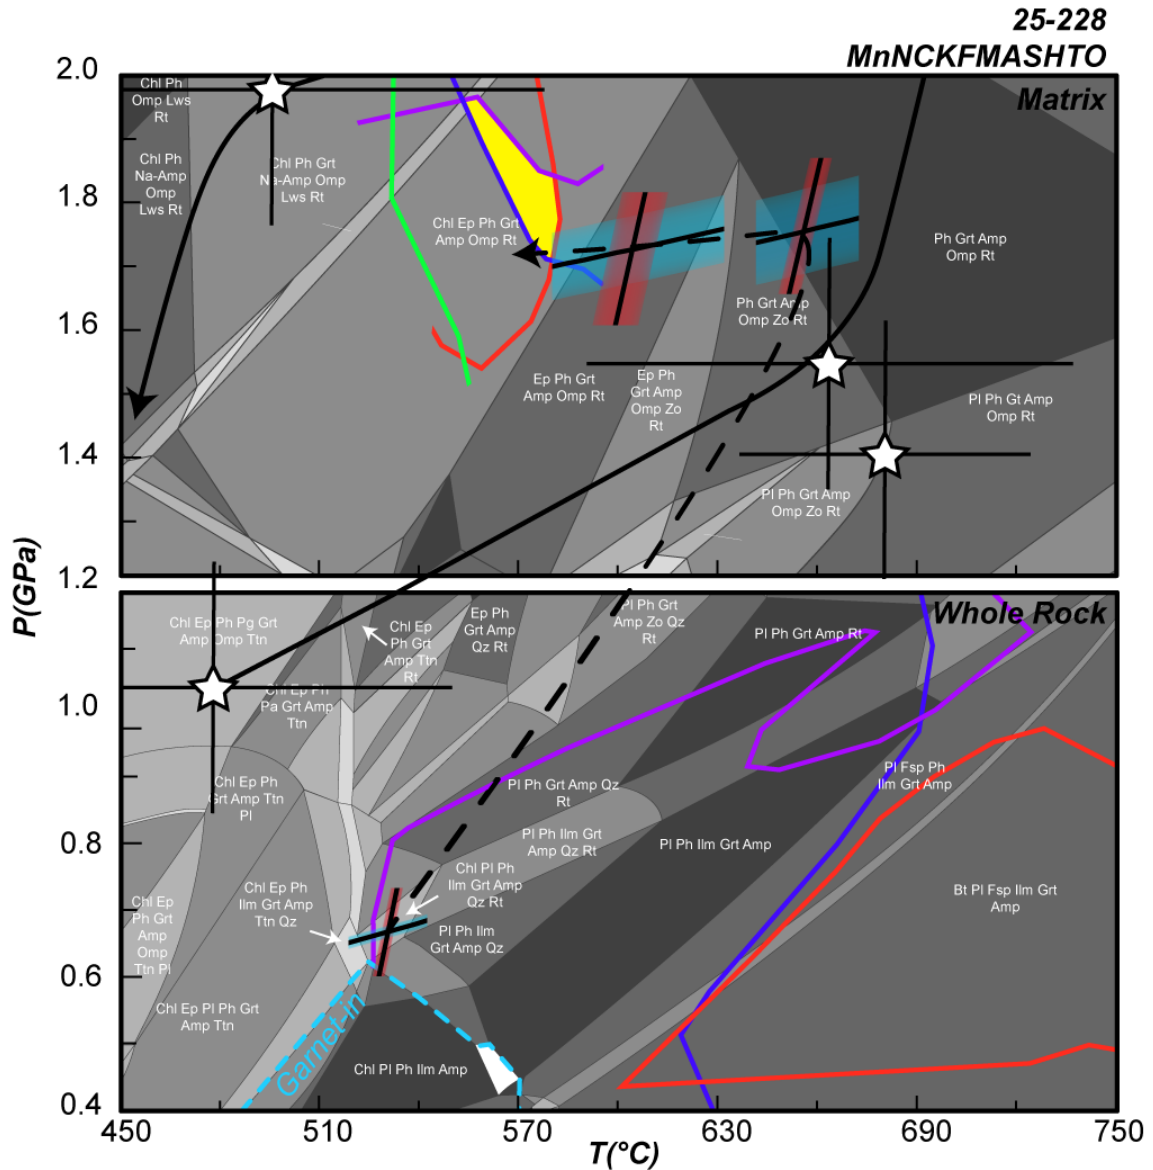 25-228
MnNCKFMASHTO
Matrix
2.0
1.8
1.6
1.4
1.2
Chl Ph
Omp Lws
Rt
Chl Ph
Na-Amp
Omp
Lws Rt
Chl Ph Grt
Na-Amp Omp
Lws Rt
Chl Ep Ph Grt
Amp Omp Rt
Ph Grt Amp
Omp Rt
Ph Grt Amp
Omp Zo Rt
Ep Ph Grt
Amp Omp Rt
Ep Ph
Grt Amp
Omp Zo
Rt
Pl Ph Gt Amp
Omp Rt
Pl Ph Grt Amp
Omp Zo Rt
P(GPa)
Whole Rock
1.0
0.8
0.6
0.4
Chl Ep Ph Pg Grt
Amp Omp Ttn
Chl Ep
Ph Grt
Amp Ttn
Rt
Ep Ph
Grt Amp
Qz Rt
Pl Ph Grt
Amp Zo Qz
Rt
Pl Ph Grt Amp Rt
Chl Ep Ph
Pa Grt Amp
Ttn
Chl Ep Ph
Grt Amp Ttn
Pl
Pl Ph Grt Amp Qz
Rt
Pl Fsp Ph
Ilm Grt Amp
Pl Ph Ilm Grt
Amp Qz Rt
Pl Ph Ilm Grt Amp
Chl Pl Ph
Ilm Grt Amp
Qz Rt
Chl Ep Ph
Ilm Grt Amp
Ttn Qz
Bt Pl Fsp Ilm Grt
Amp
Chl Ep
Ph Grt
Amp
Omp
Ttn Pl
Pl Ph Ilm
Grt Amp Qz
Chl Ep Pl Ph Grt
Amp Ttn
Garnet-in
Chl Pl Ph Ilm Amp
450
510
570
630
690
750
T(°C)